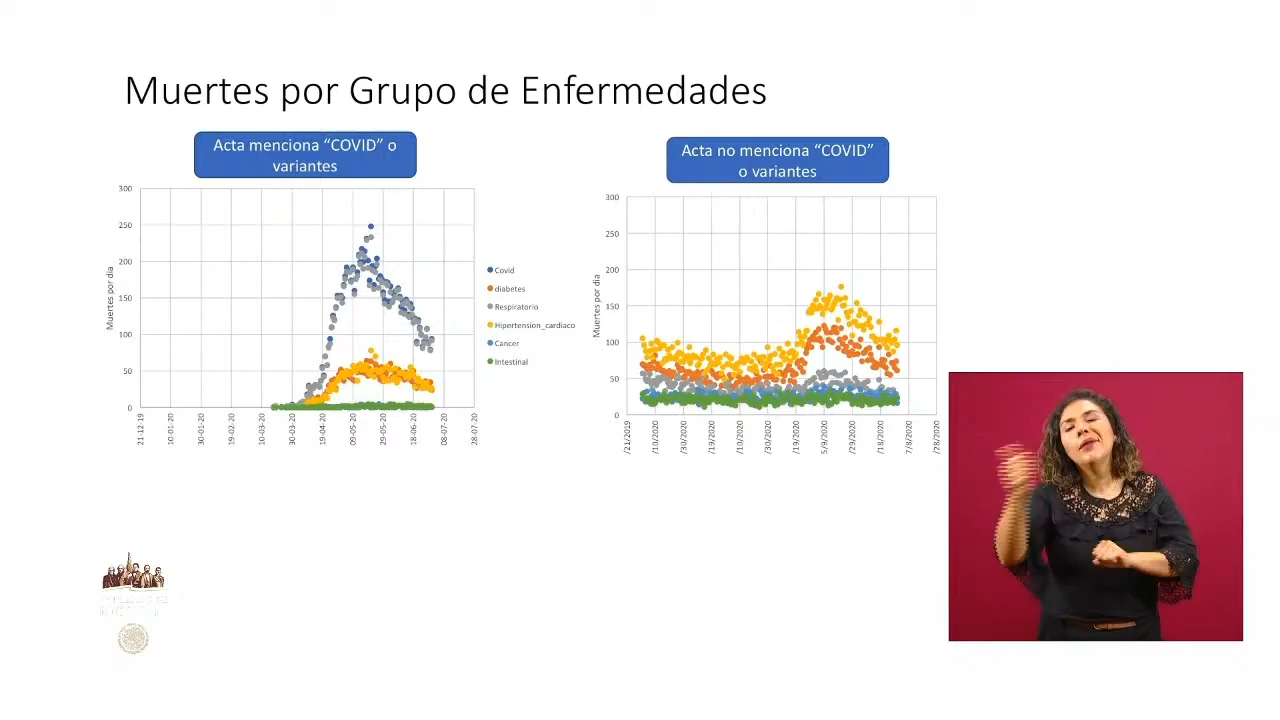 Muertes por Grupo de Enfermedades
Acta menciona “COVID” o
variantes
300
250
200
150
100
50
0
Muertes por dia
21-12-19
10-01-20
30-01-20
19-02-20
10-03-20
30-03-20
19-04-20
09-05-20
29-05-20
18-06-20
08-07-20
28-07-20
Covid
diabetes
Respiratorio
Hipertension_cardiaco
Cancer
Intestinal
Acta no menciona “COVID”
o variantes
300
250
200
150
100
50
0
Muertes por dia
/2/2019
/10/2020
/30/2020
/19/2020
/10/2020
/30/2020
/19/2020
5/9/2020
/29/2020
/18/2020
7/8/2020
/28/2020